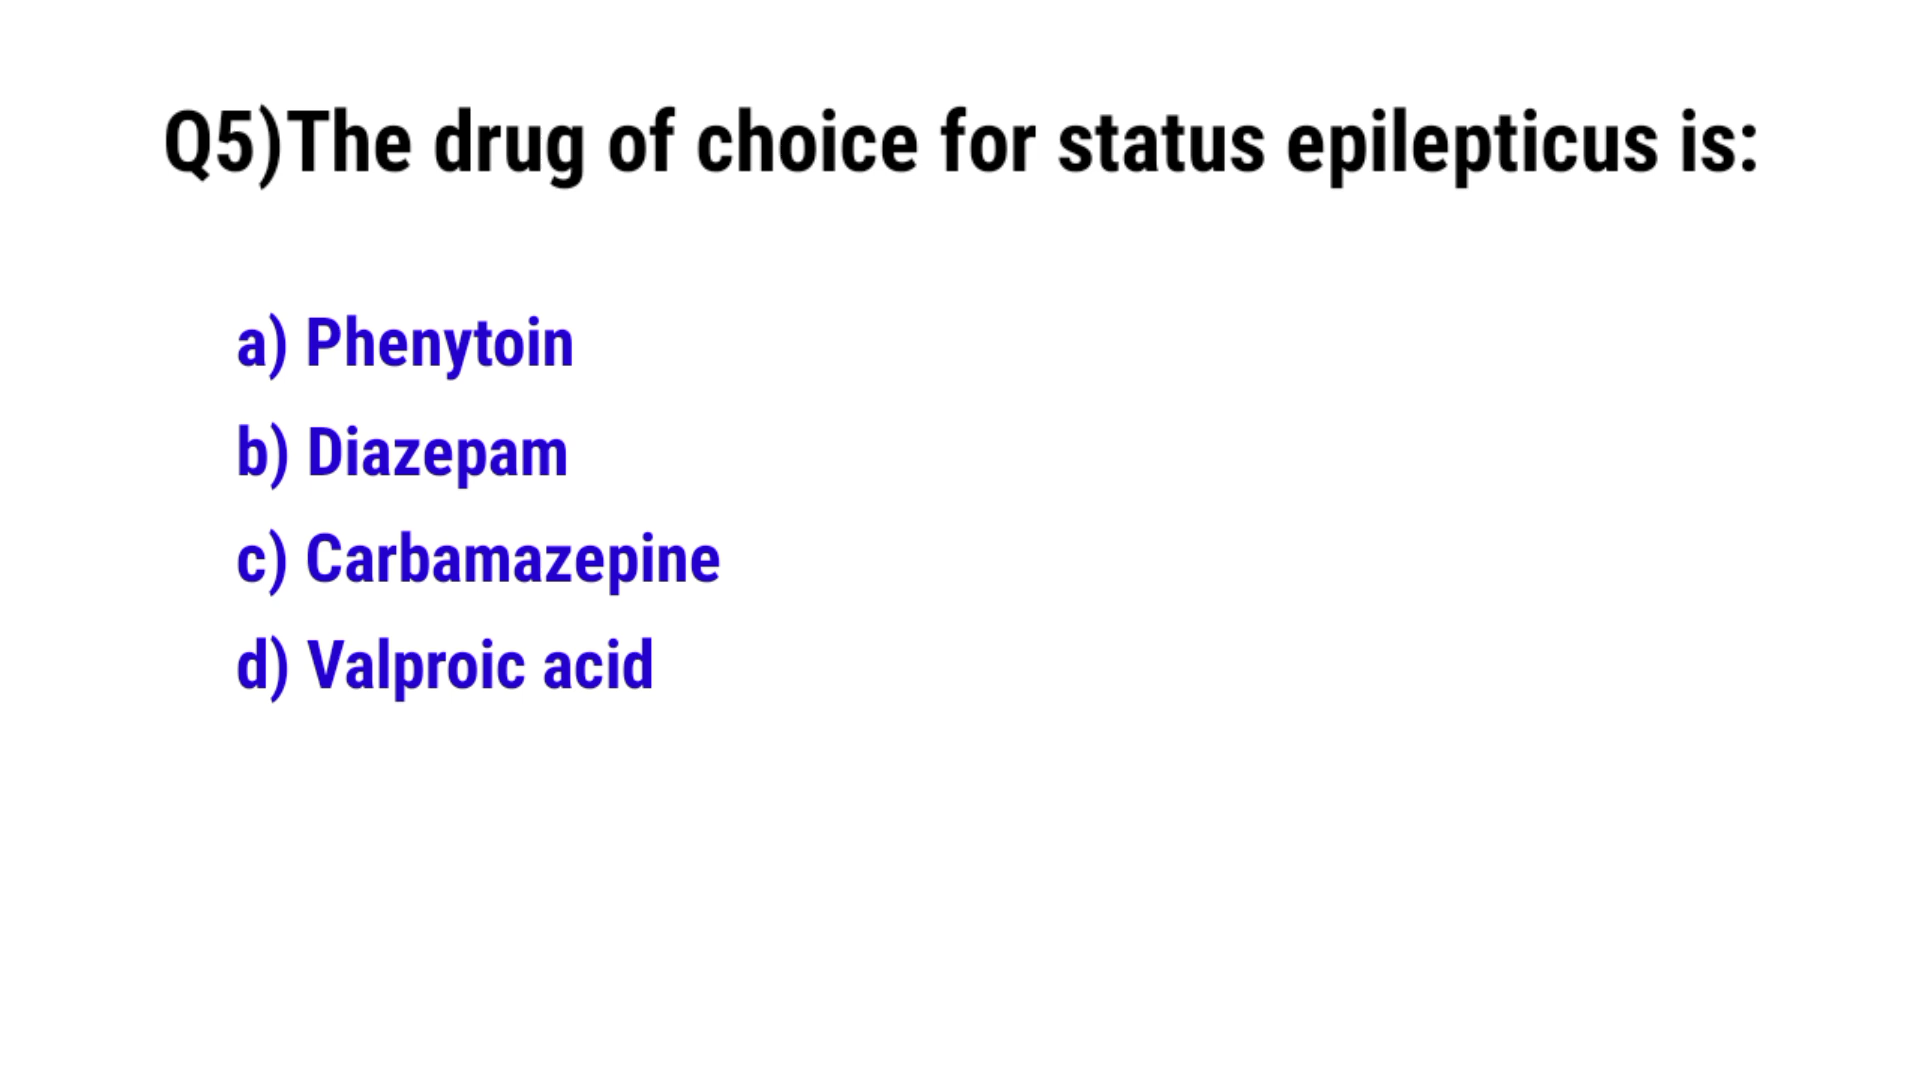 Q5)The drug of choice for status epilepticus is:
a) Phenytoin
b) Diazepam
c) Carbamazepine
d) Valproic acid